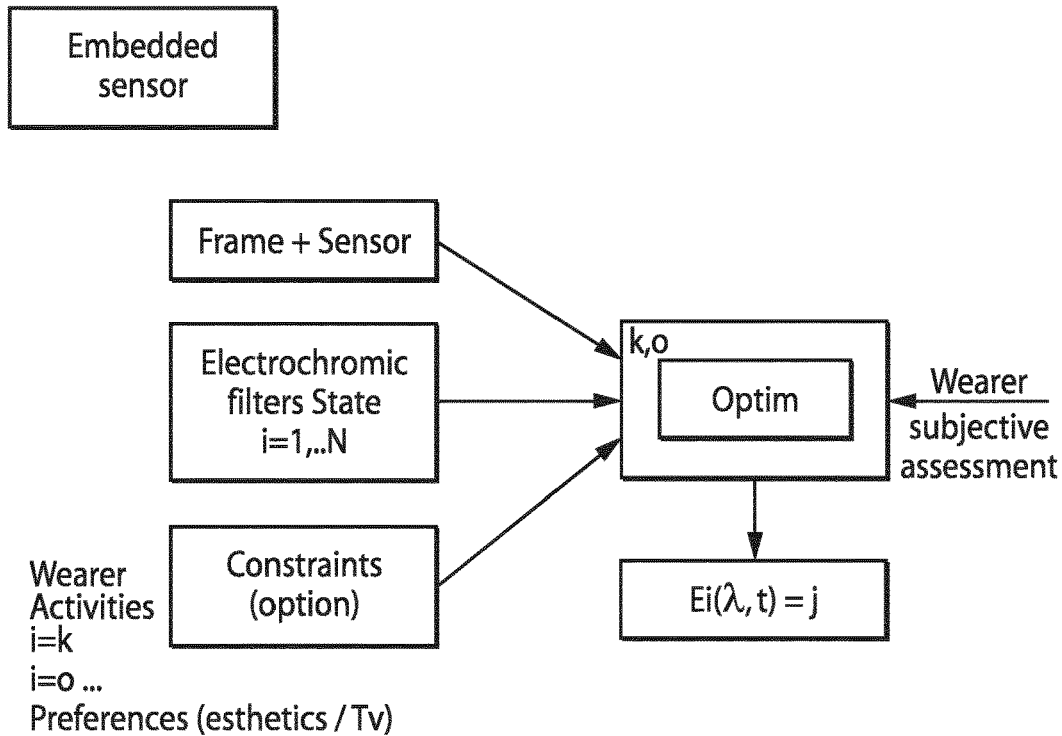 Embedded
sensor
Frame + Sensor
Electrochromic
filters State
i=1,..N
k,o
Optim
Wearer
subjective
assessment
Constraints
(option)
Wearer
Activities
i=k
i=o ...
Preferences (esthetics / Tv)
Ei(λ, t) = j